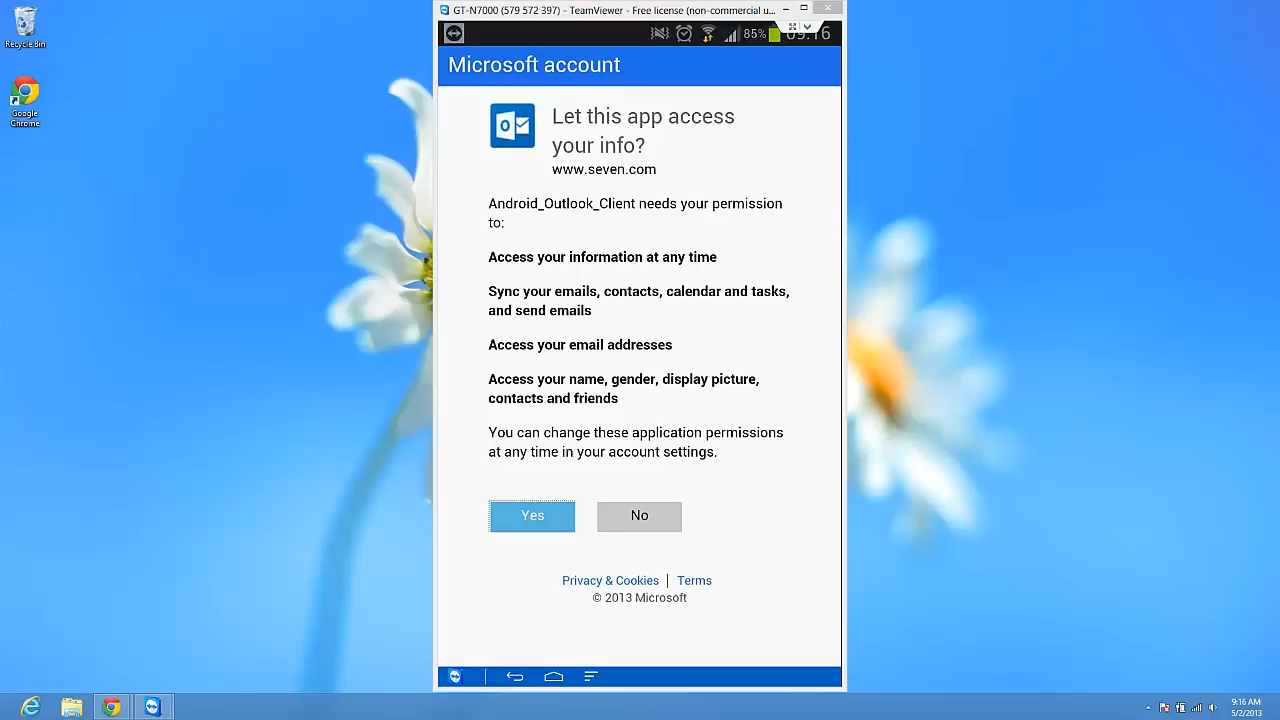 GT-N7000 (579 572 397) - TeamViewer - Free license (non-commercial u...
Recycle Bin
85%
09:16
Microsoft account
Google
Chrome
Let this app access
your info?
www.seven.com
Android_Outlook_Client needs your permission
to:
Access your information at any time
Sync your emails, contacts, calendar and tasks,
and send emails
Access your email addresses
Access your name, gender, display picture,
contacts and friends
You can change these application permissions
at any time in your account settings.
Yes
No
Privacy & Cookies | Terms
© 2013 Microsoft
9:16 AM
5/2/2013